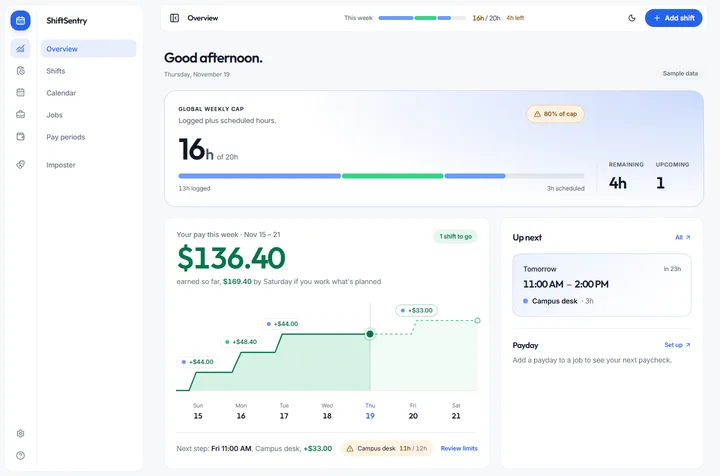 ShiftSentry
Overview
Shifts
Calendar
Jobs
Pay periods
Imposter
Overview
This week 16h / 20h 4h left
+ Add shift
Good afternoon.
Thursday, November 19
Sample data
GLOBAL WEEKLY CAP
Logged plus scheduled hours.
80% of cap
16h of 20h
13h logged
3h scheduled
REMAINING
4h
UPCOMING
1
Your pay this week · Nov 15 – 21
1 shift to go
$136.40
earned so far, $169.40 by Saturday if you work what's planned
+$44.00
+$48.40
+$44.00
+$33.00
Sun Mon Tue Wed Thu Fri Sat
15 16 17 18 19 20 21
Next step: Fri 11:00 AM, Campus desk, +$33.00
Campus desk 11h / 12h
Review limits
Up next
All ↗
Tomorrow
in 23h
11:00 AM – 2:00 PM
Campus desk · 3h
Payday
Set up ↗
Add a payday to a job to see your next paycheck.